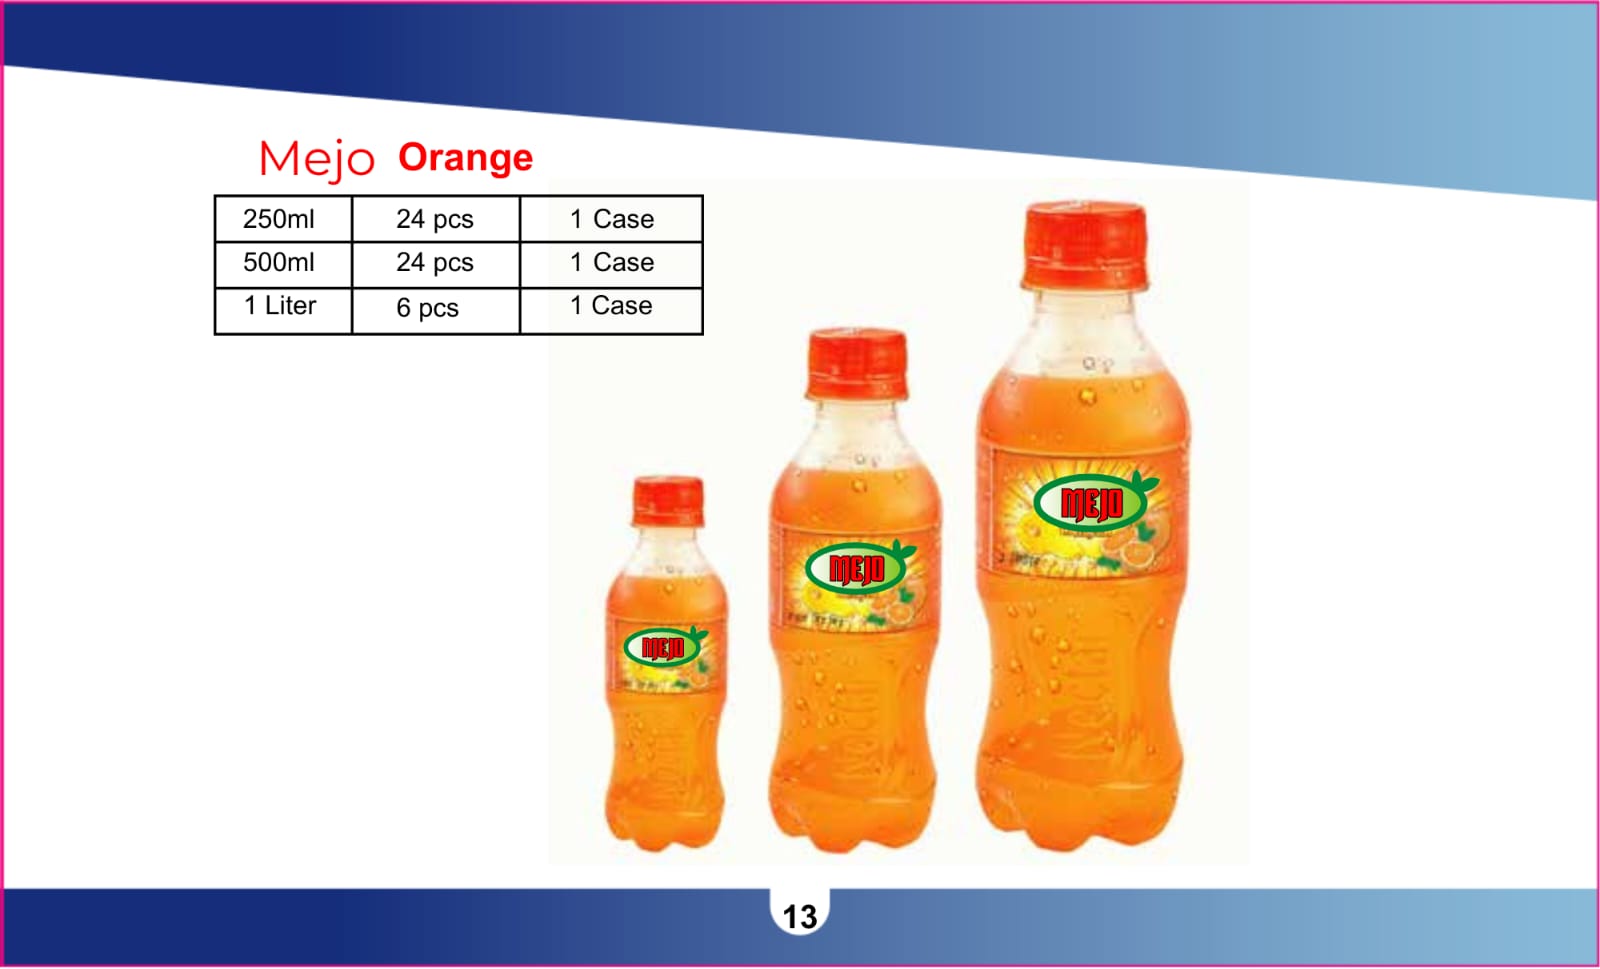 Mejo Orange
250ml 24 pcs 1 Case
500ml 24 pcs 1 Case
1 Liter 6 pcs 1 Case
MEJO
MEJO
MEJO
13